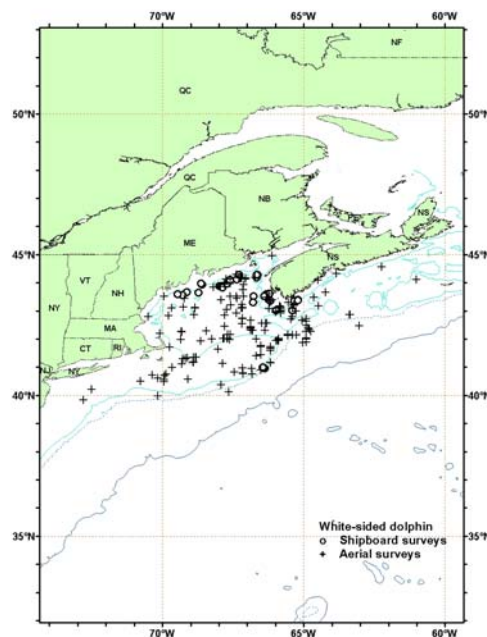 70°W 65°W 60°W
NF
QC
50°N 50°N
QC
NB
NS
ME
45°N 45°N
NS
VT
NH
NY
MA
CT RI
NJ NY
40°N 40°N
35°N 35°N
White-sided dolphin
Shipboard surveys
Aerial surveys
70°W 65°W 60°W